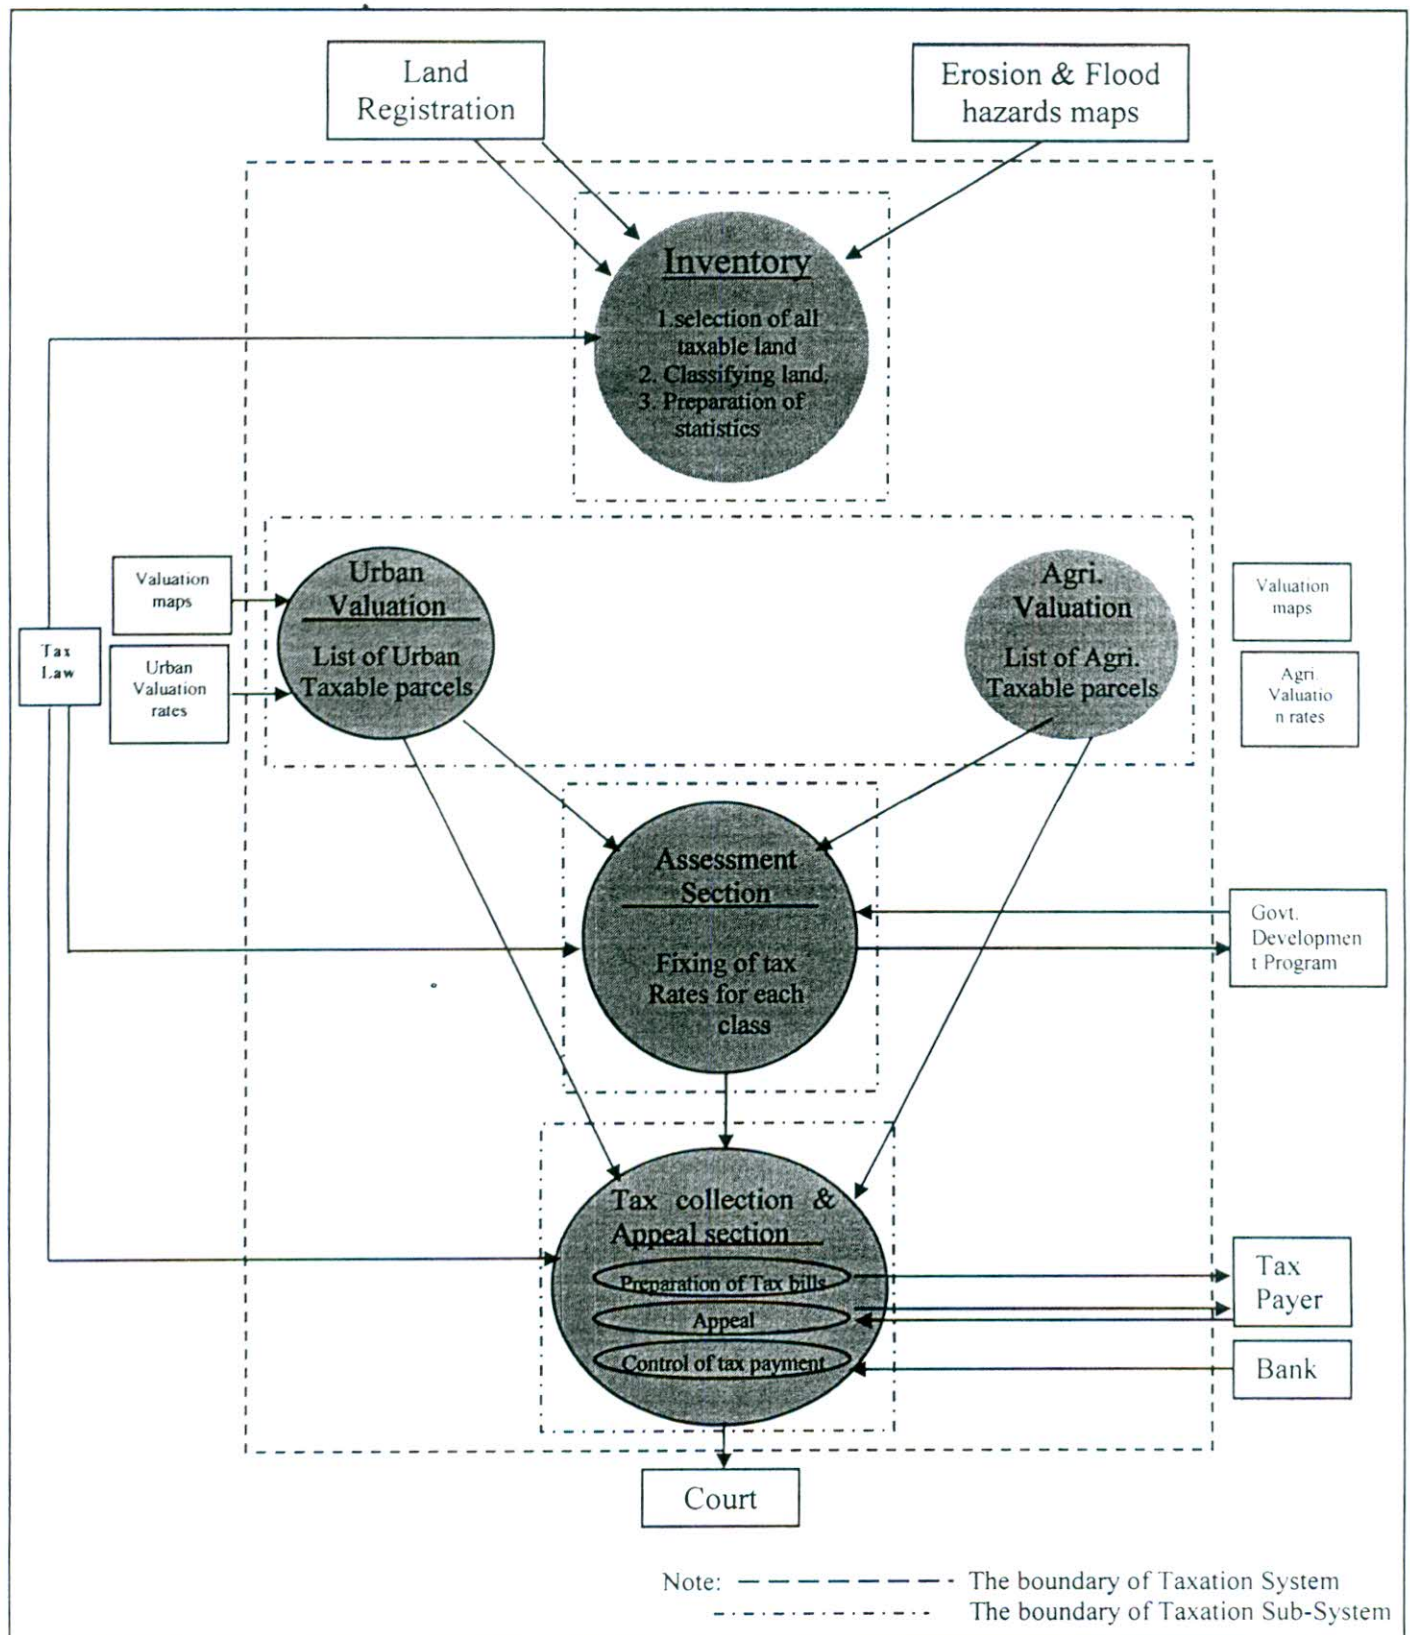 Land
Registration
Erosion & Flood
hazards maps
Inventory
1.selection of all
taxable land
2. Classifying land,
3. Preparation of
statistics
Valuation
maps
Urban
Valuation
rates
Tax
Law
Urban
Valuation
List of Urban
Taxable parcels
Agri.
Valuation
List of Agri.
Taxable parcels
Valuation
maps
Agri.
Valuatio
n rates
Assessment
Section
Fixing of tax
Rates for each
class
Govt.
Developmen
t Program
Tax collection &
Appeal section
Preparation of Tax bills
Appeal
Control of tax payment
Tax
Payer
Bank
Court
Note: The boundary of Taxation System
The boundary of Taxation Sub-System